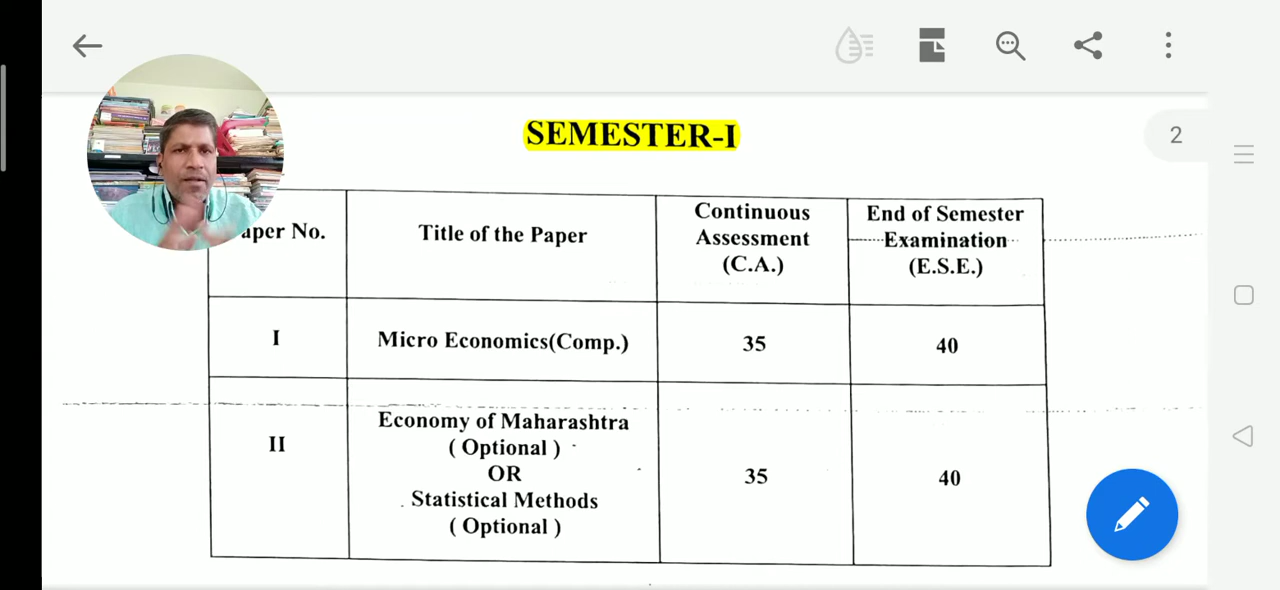 2
SEMESTER-I
aper No.
Title of the Paper
Continuous
Assessment
(C.A.)
End of Semester
Examination
(E.S.E.)
I
Micro Economics(Comp.)
35
40
II
Economy of Maharashtra
( Optional )
OR
Statistical Methods
( Optional )
35
40